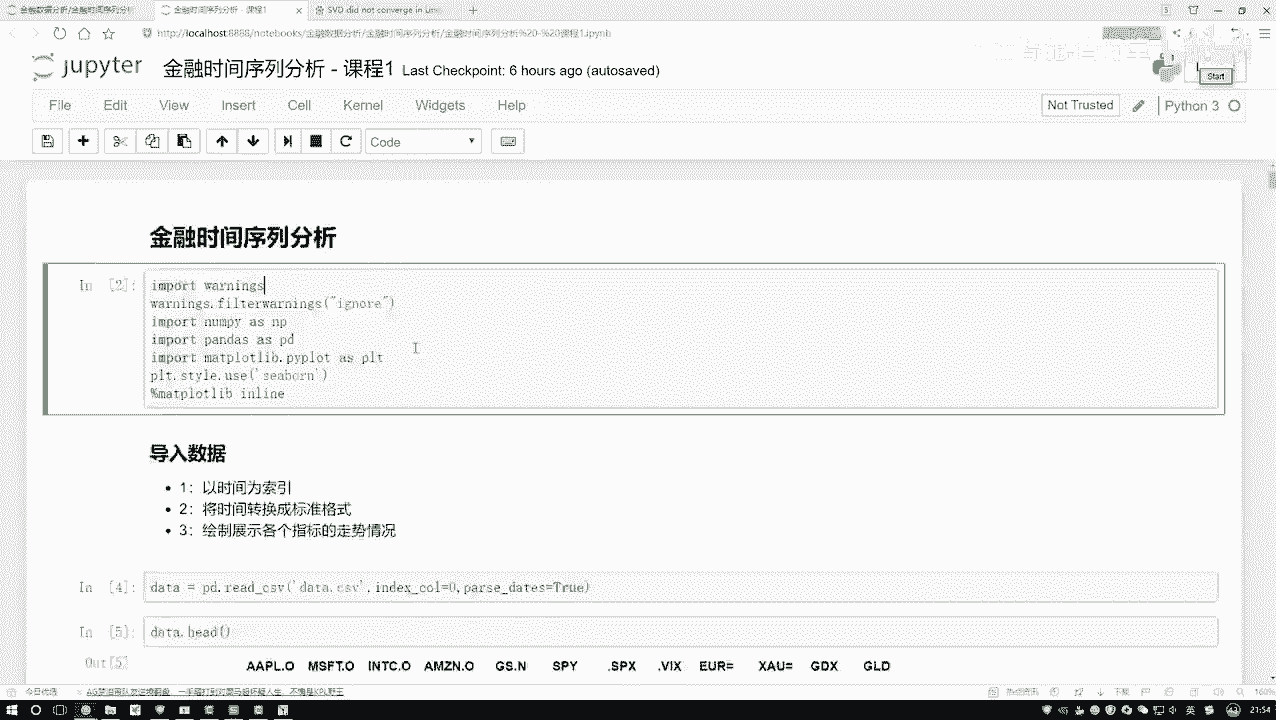 金融数据分析/金融时间序列分析
金融时间序列分析 - 课程1
SVD did not converge in Line
http://localhost:8888/notebooks/金融数据分析/金融时间序列分析/金融时间序列分析%20-%20课程1.ipynb
jupyter 金融时间序列分析 - 课程1 Last Checkpoint: 6 hours ago (autosaved)
Start
File Edit View Insert Cell Kernel Widgets Help
Not Trusted
Python 3
Code
金融时间序列分析
In [2]:
import warnings
warnings.filterwarnings("ignore")
import numpy as np
import pandas as pd
import matplotlib.pyplot as plt
plt.style.use('seaborn')
%matplotlib inline
导入数据
1：以时间为索引
2：将时间转换成标准格式
3：绘制展示各个指标的走势情况
In [4]: data = pd.read_csv('data.csv',index_col=0,parse_dates=True)
In [5]: data.head()
Out[5]
AAPL.O MSFT.O INTC.O AMZN.O GS.N SPY .SPX .VIX EUR= XAU= GDX GLD
今日优选
160%
21:54